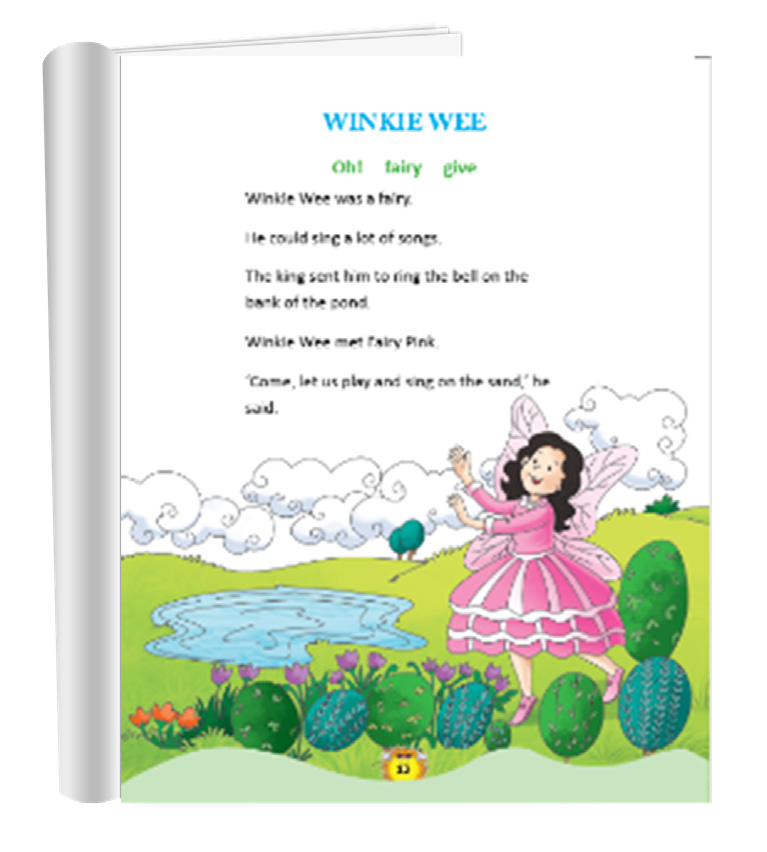 WINKIE WEE
Oh! fairy give
Winkie Wee was a fairy.
He could sing a lot of songs.
The king sent him to ring the bell on the
bank of the pond.
Winkie Wee met Fairy Pink.
'Come, let us play and sing on the sand,' he
said.